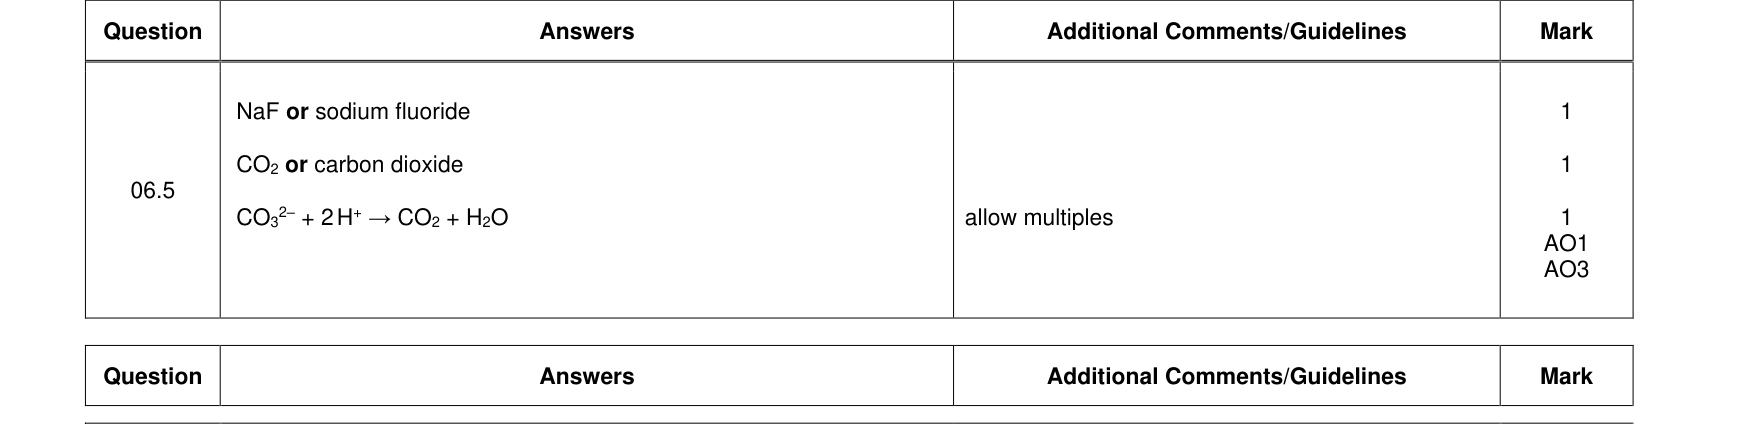 Question Answers Additional Comments/Guidelines Mark
NaF or sodium fluoride 1
CO₂ or carbon dioxide 1
06.5
CO₃²⁻ + 2H⁺ → CO₂ + H₂O allow multiples 1
AO1
AO3
Question Answers Additional Comments/Guidelines Mark